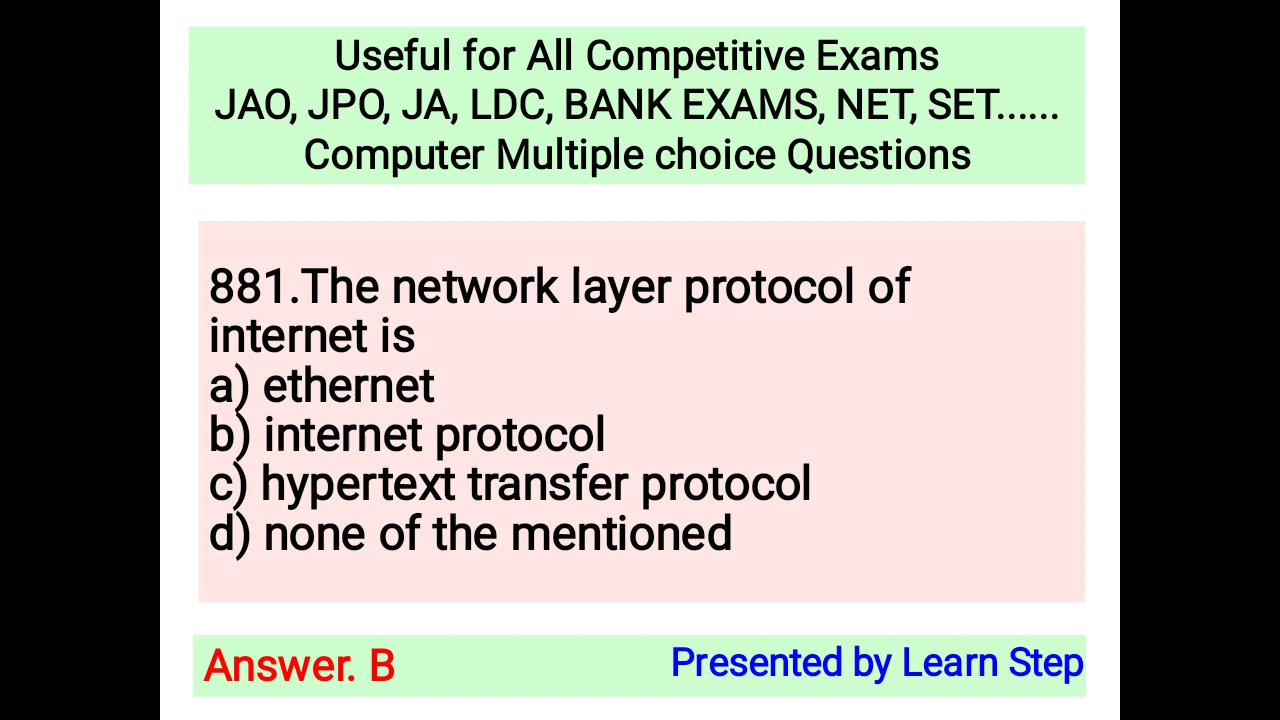 Useful for All Competitive Exams
JAO, JPO, JA, LDC, BANK EXAMS, NET, SET......
Computer Multiple choice Questions
881.The network layer protocol of
internet is
a) ethernet
b) internet protocol
c) hypertext transfer protocol
d) none of the mentioned
Answer. B
Presented by Learn Step